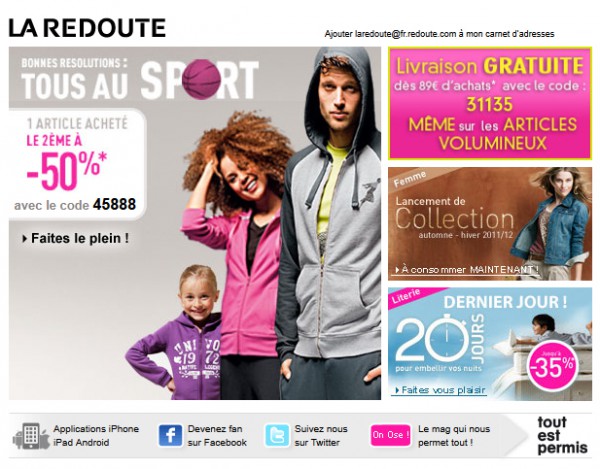 LA REDOUTE
Ajouter laredoute@fr.redoute.com à mon carnet d'adresses
BONNES RESOLUTIONS :
TOUS AU SPORT
1 ARTICLE ACHETÉ
LE 2ÈME À
-50%*
avec le code 45888
Faites le plein !
Livraison GRATUITE
dès 89€ d'achats* avec le code :
31135
MÊME sur les ARTICLES
VOLUMINEUX
Femme
Lancement de
Collection
automne - hiver 2011/12
À consommer MAINTENANT !
Literie
DERNIER JOUR !
20 JOURS
pour embellir vos nuits
Jusqu'à
-35%*
Faites vous plaisir
UNI
19 N 72
ATHLETIC
Applications iPhone
iPad Android
Devenez fan
sur Facebook
Suivez nous
sur Twitter
On Ose !
Le mag qui nous
permet tout !
tout
est
permis